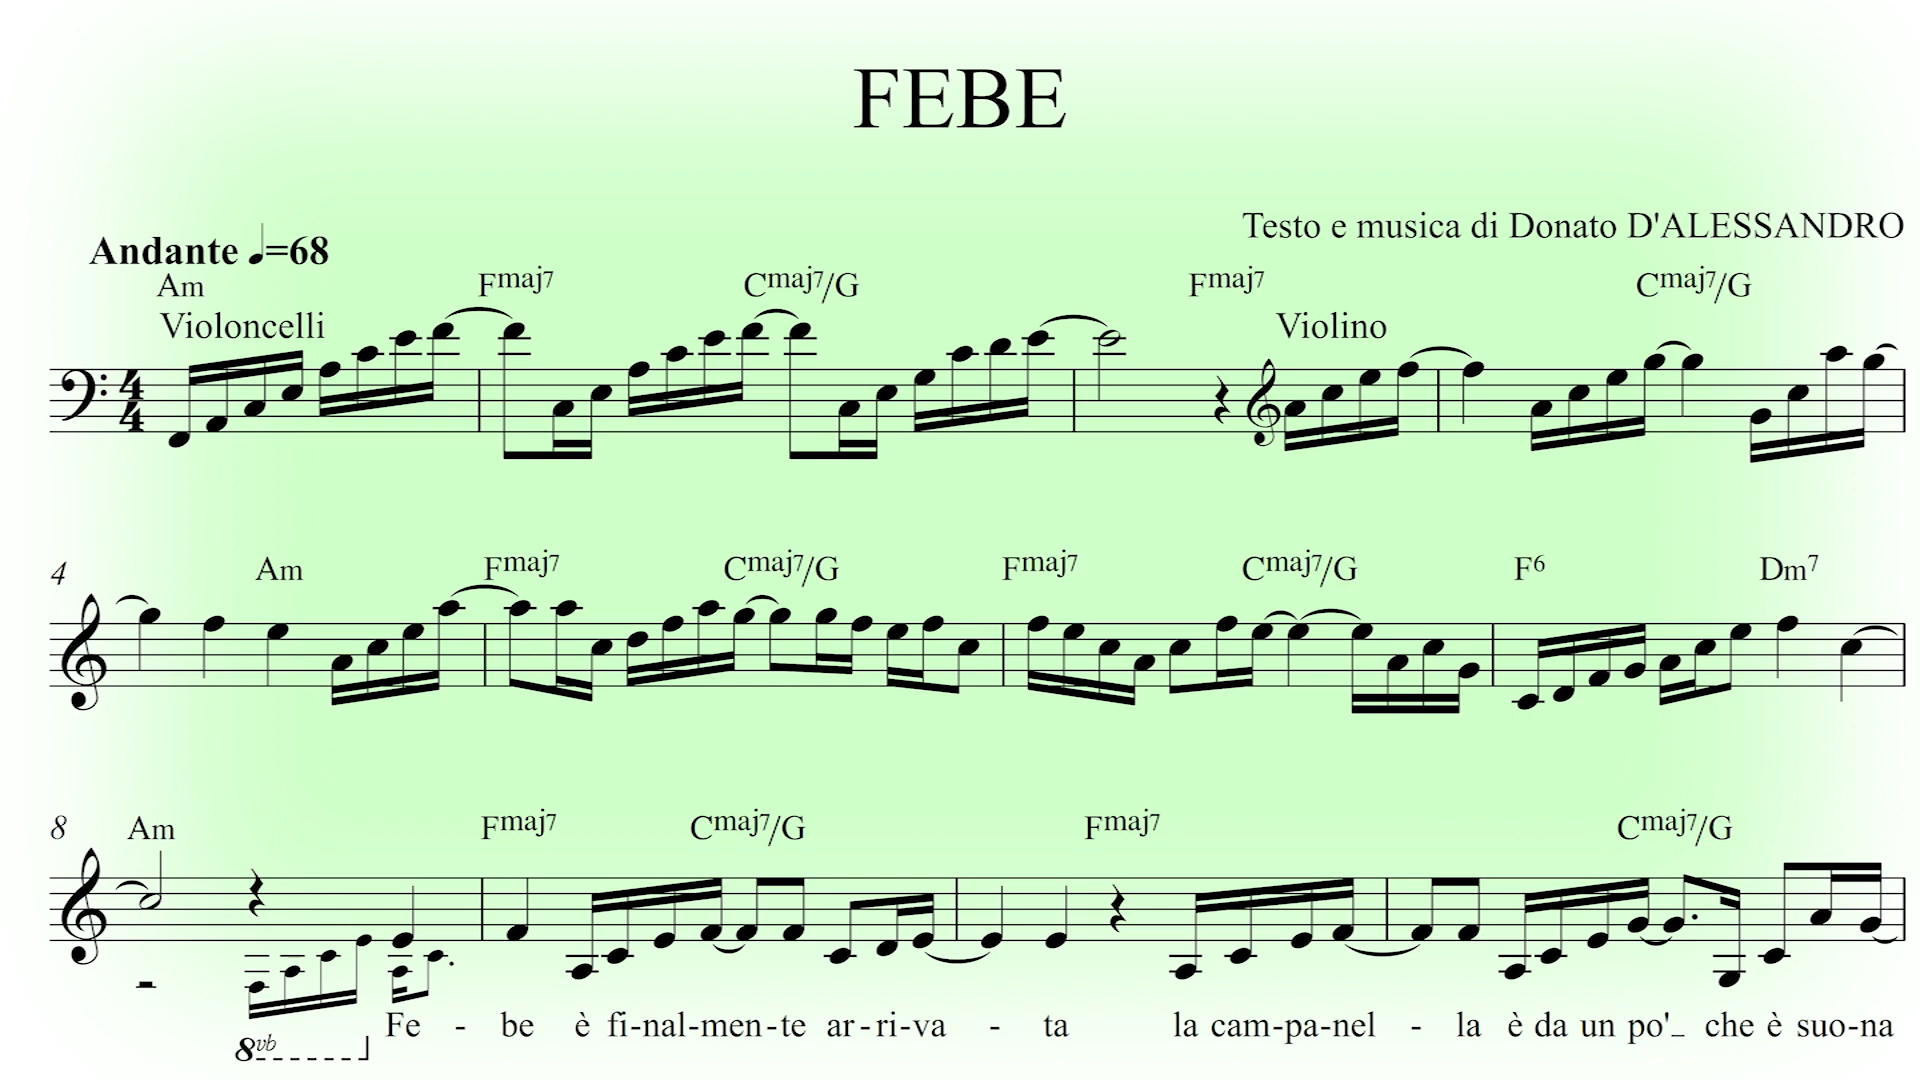 FEBE
Testo e musica di Donato D'ALESSANDRO
Andante ♩=68
Am Fmaj7 Cmaj7/G Fmaj7 Cmaj7/G
Violoncelli Violino
4 Am Fmaj7 Cmaj7/G Fmaj7 Cmaj7/G F6 Dm7
8 Am Fmaj7 Cmaj7/G Fmaj7 Cmaj7/G
Fe - be è fi-nal-men-te ar-ri-va - ta la cam-pa-nel - la è da un po'_ che è suo-na
8vb